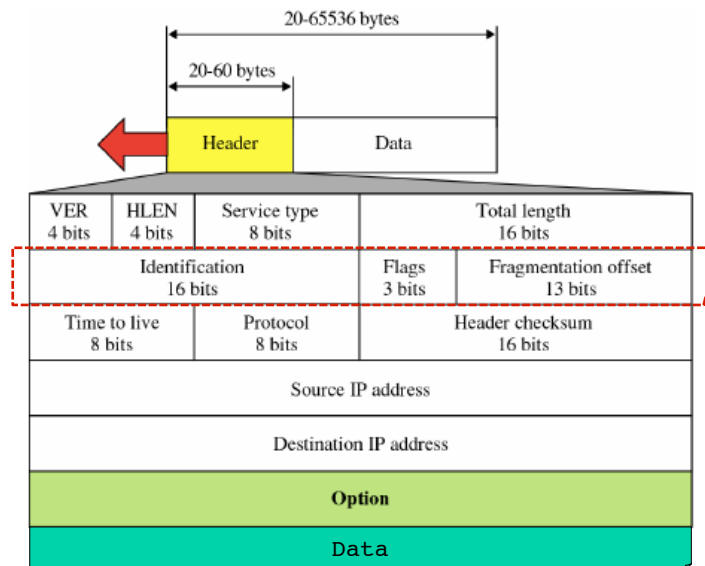 20-65536 bytes
20-60 bytes
Header Data
VER HLEN Service type Total length
4 bits 4 bits 8 bits 16 bits
Identification Flags Fragmentation offset
16 bits 3 bits 13 bits
Time to live Protocol Header checksum
8 bits 8 bits 16 bits
Source IP address
Destination IP address
Option
Data